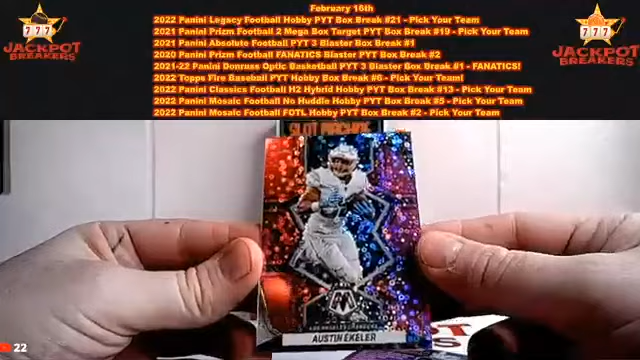 February 16th
2022 Panini Legacy Football Hobby PYT Box Break #21 - Pick Your Team
2021 Panini Prizm Football 2 Mega Box Target PYT Box Break #19 - Pick Your Team
2021 Panini Absolute Football PYT 3 Blaster Box Break #1
2020 Panini Prizm Football FANATICS Blaster PYT Box Break #2
2021-22 Panini Donruss Optic Basketball PYT 3 Blaster Box Break #1 - FANATICS!
2022 Topps Fire Baseball PYT Hobby Box Break #6 - Pick Your Team!
2022 Panini Classics Football H2 Hybrid Hobby PYT Box Break #13 - Pick Your Team
2022 Panini Mosaic Football No Huddle Hobby PYT Box Break #5 - Pick Your Team
2022 Panini Mosaic Football FOTL Hobby PYT Box Break #2 - Pick Your Team
777
JACKPOT
BREAKERS
777
JACKPOT
BREAKERS
MOSAIC
LOS ANGELES CHARGERS
AUSTIN EKELER
22